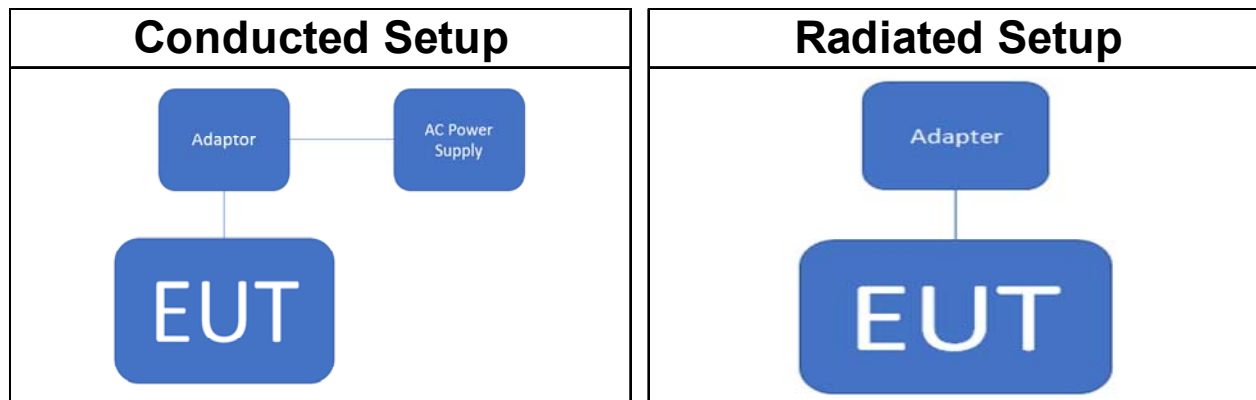 Conducted Setup
Adaptor
AC Power
Supply
EUT
Radiated Setup
Adapter
EUT